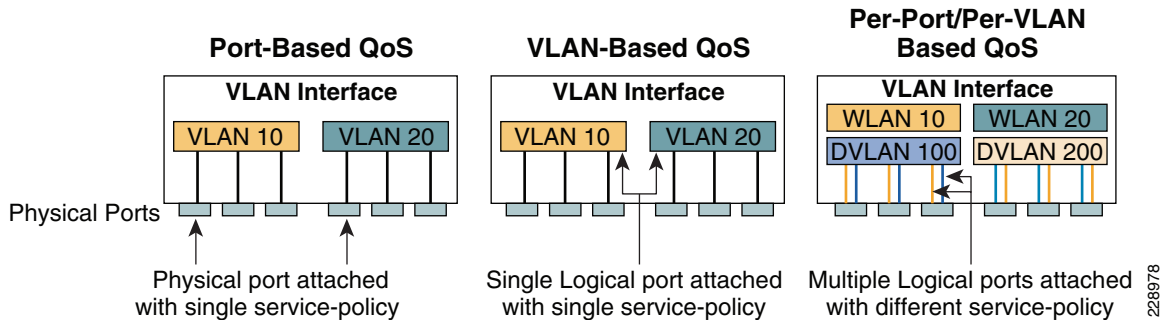 Port-Based QoS
VLAN Interface
VLAN 10
VLAN 20
Physical Ports
Physical port attached
with single service-policy
VLAN-Based QoS
VLAN Interface
VLAN 10
VLAN 20
Single Logical port attached
with single service-policy
Per-Port/Per-VLAN
Based QoS
VLAN Interface
WLAN 10
WLAN 20
DVLAN 100
DVLAN 200
Multiple Logical ports attached
with different service-policy
228978